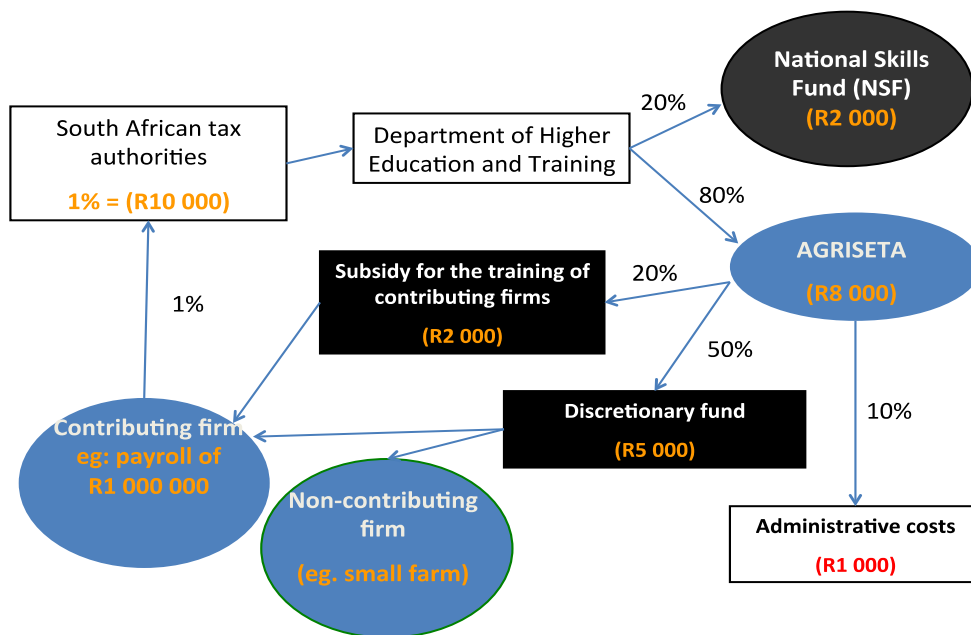 National Skills
Fund (NSF)
(R2 000)
20%
South African tax
authorities
1% = (R10 000)
Department of Higher
Education and Training
80%
AGRISETA
(R8 000)
Subsidy for the training of
contributing firms
(R2 000)
20%
1%
50%
Discretionary fund
(R5 000)
10%
Contributing firm
eg: payroll of
R1 000 000
Non-contributing
firm
(eg. small farm)
Administrative costs
(R1 000)